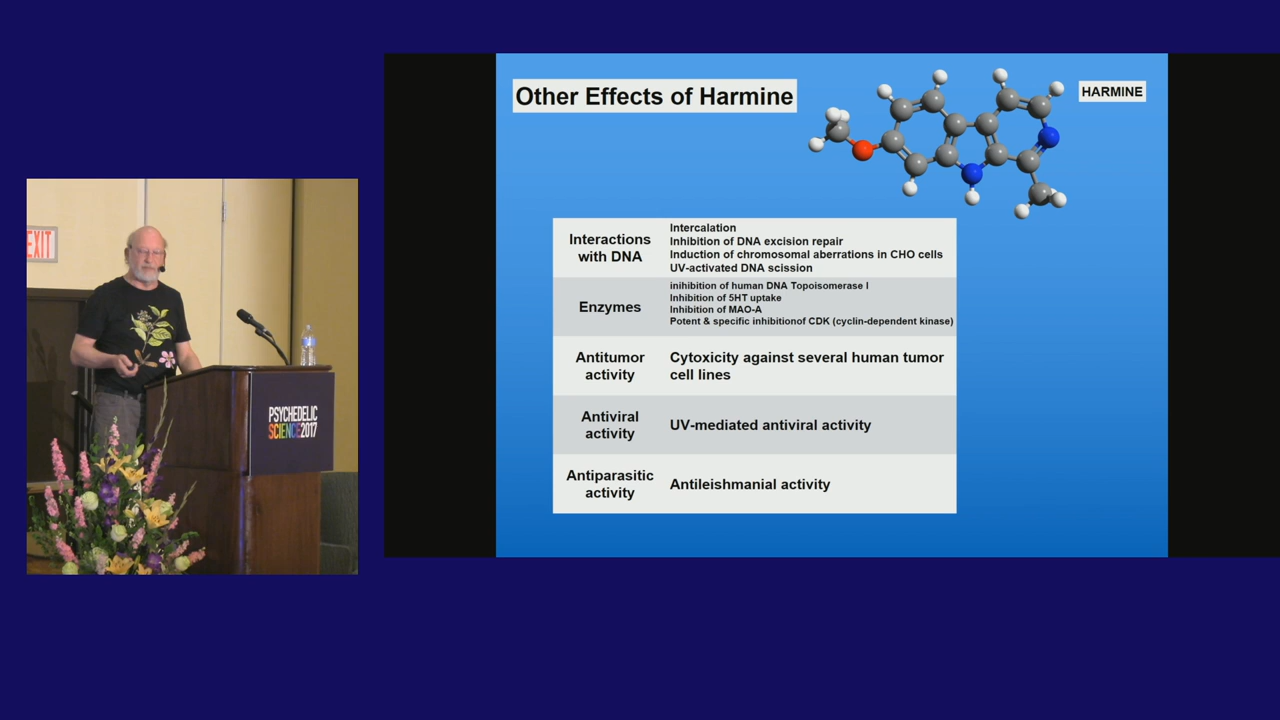 EXIT
PSYCHEDELIC
SCIENCE2017
Other Effects of Harmine
HARMINE
Interactions
with DNA
Intercalation
Inhibition of DNA excision repair
Induction of chromosomal aberrations in CHO cells
UV-activated DNA scission
Enzymes
inihibition of human DNA Topoisomerase I
Inhibition of 5HT uptake
Inhibition of MAO-A
Potent & specific inhibitionof CDK (cyclin-dependent kinase)
Antitumor
activity
Cytoxicity against several human tumor
cell lines
Antiviral
activity
UV-mediated antiviral activity
Antiparasitic
activity
Antileishmanial activity